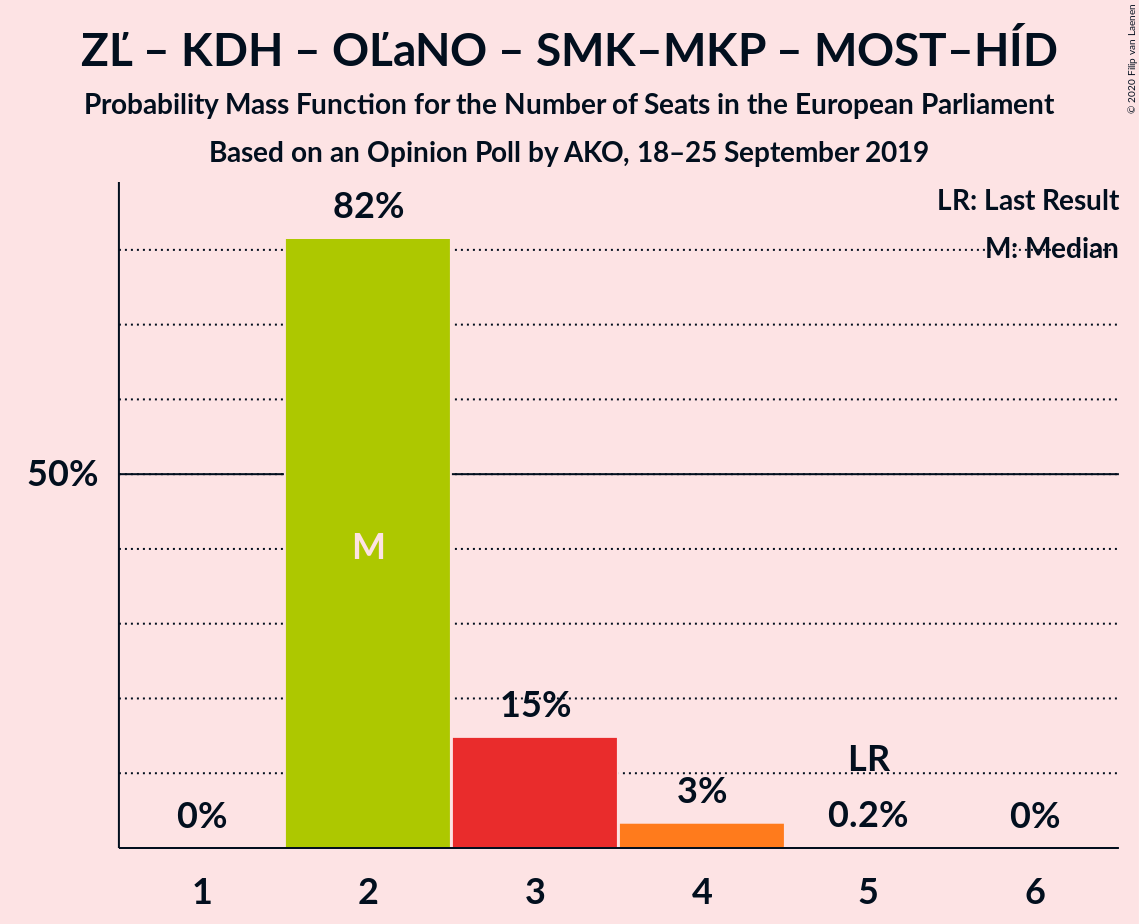 ZĽ – KDH – OĽaNO – SMK–MKP – MOST–HÍD
Probability Mass Function for the Number of Seats in the European Parliament
Based on an Opinion Poll by AKO, 18–25 September 2019
© 2020 Filip van Laenen
LR: Last Result
M: Median
82%
50%
M
15%
LR
3%
0%
0.2%
0%
1 2 3 4 5 6